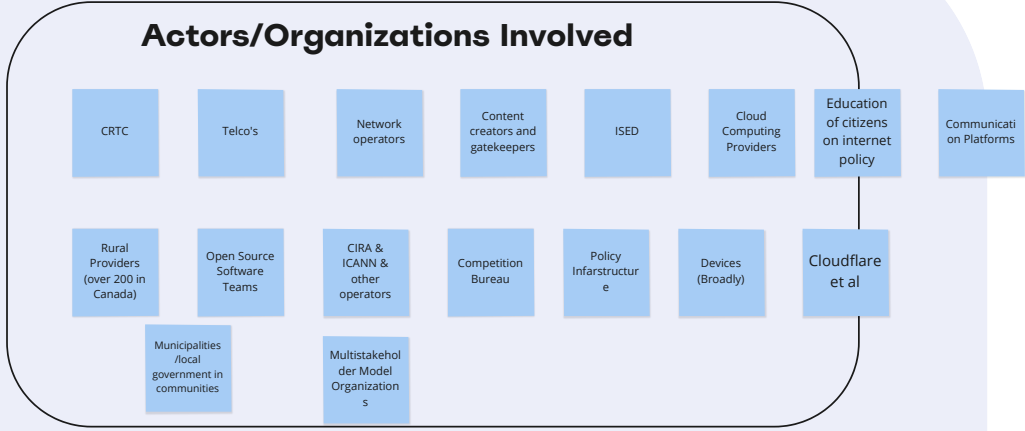 Actors/Organizations Involved
CRTC
Telco's
Network
operators
Content
creators and
gatekeepers
ISED
Cloud
Computing
Providers
Education
of citizens
on internet
policy
Communicati
on Platforms
Rural
Providers
(over 200 in
Canada)
Open Source
Software
Teams
CIRA &
ICANN &
other
operators
Competition
Bureau
Policy
Infarstructur
e
Devices
(Broadly)
Cloudflare
et al
Municipalities
/local
government in
communities
Multistakehol
der Model
Organization
s